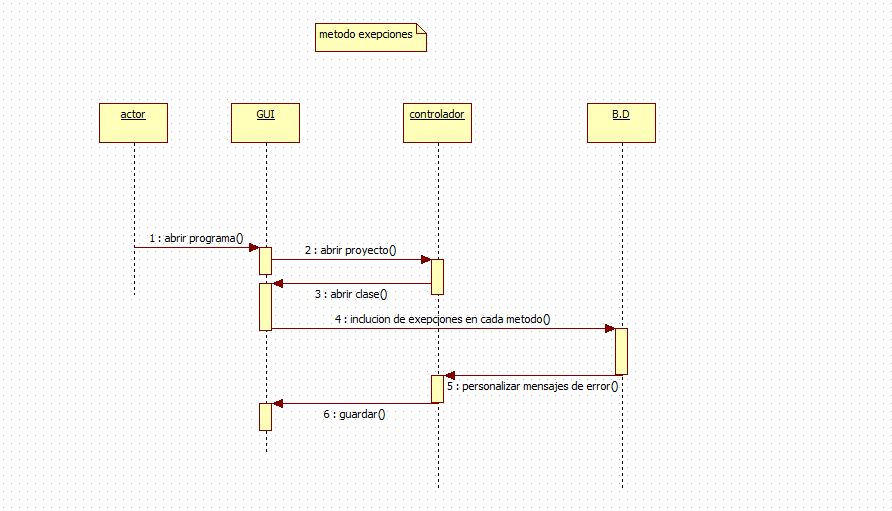 metodo exepciones
actor
GUI
controlador
B.D
1 : abrir programa()
2 : abrir proyecto()
3 : abrir clase()
4 : inclucion de exepciones en cada metodo()
5 : personalizar mensajes de error()
6 : guardar()